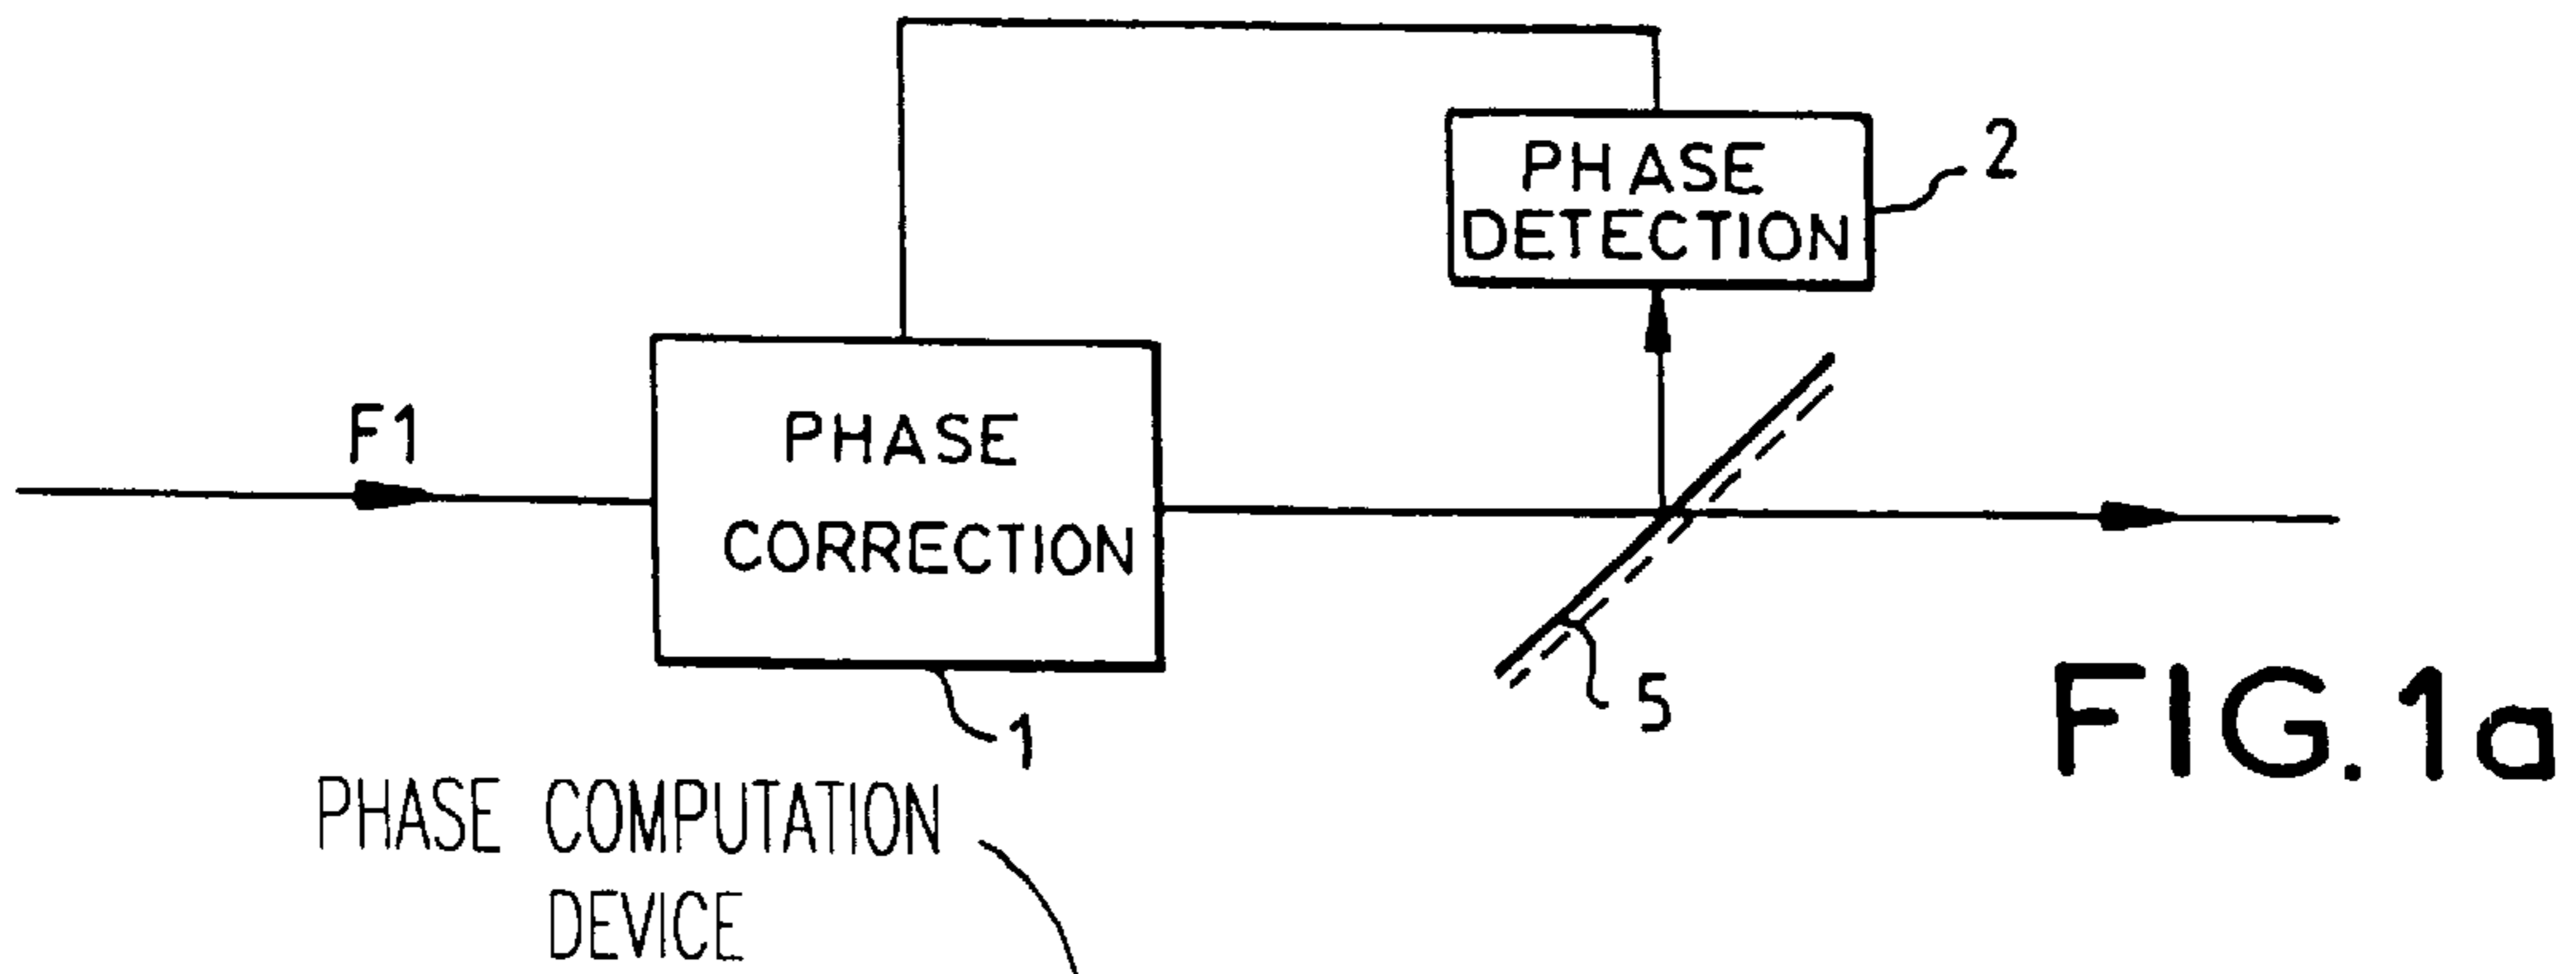 PHASE
DETECTION
2
F1
PHASE
CORRECTION
1
5
FIG.1a
PHASE COMPUTATION
DEVICE